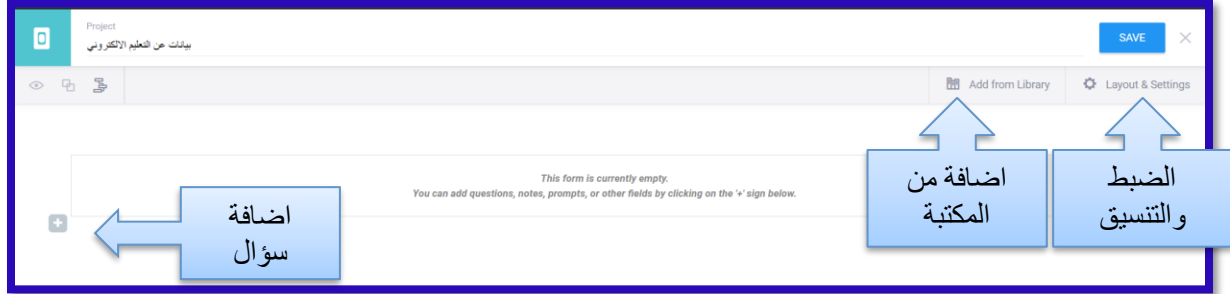 Project
بيانات عن التعليم الالكتروني
SAVE
Add from Library
Layout & Settings
This form is currently empty.
You can add questions, notes, prompts, or other fields by clicking on the '+' sign below.
اضافة من
المكتبة
الضبط
والتنسيق
اضافة
سؤال